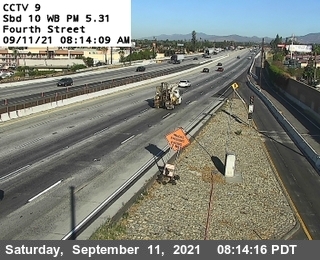 CCTV 9
Sbd 10 WB PM 5.31
Fourth Street
09/11/21 08:14:09 AM
Saturday, September 11, 2021 08:14:16 PDT